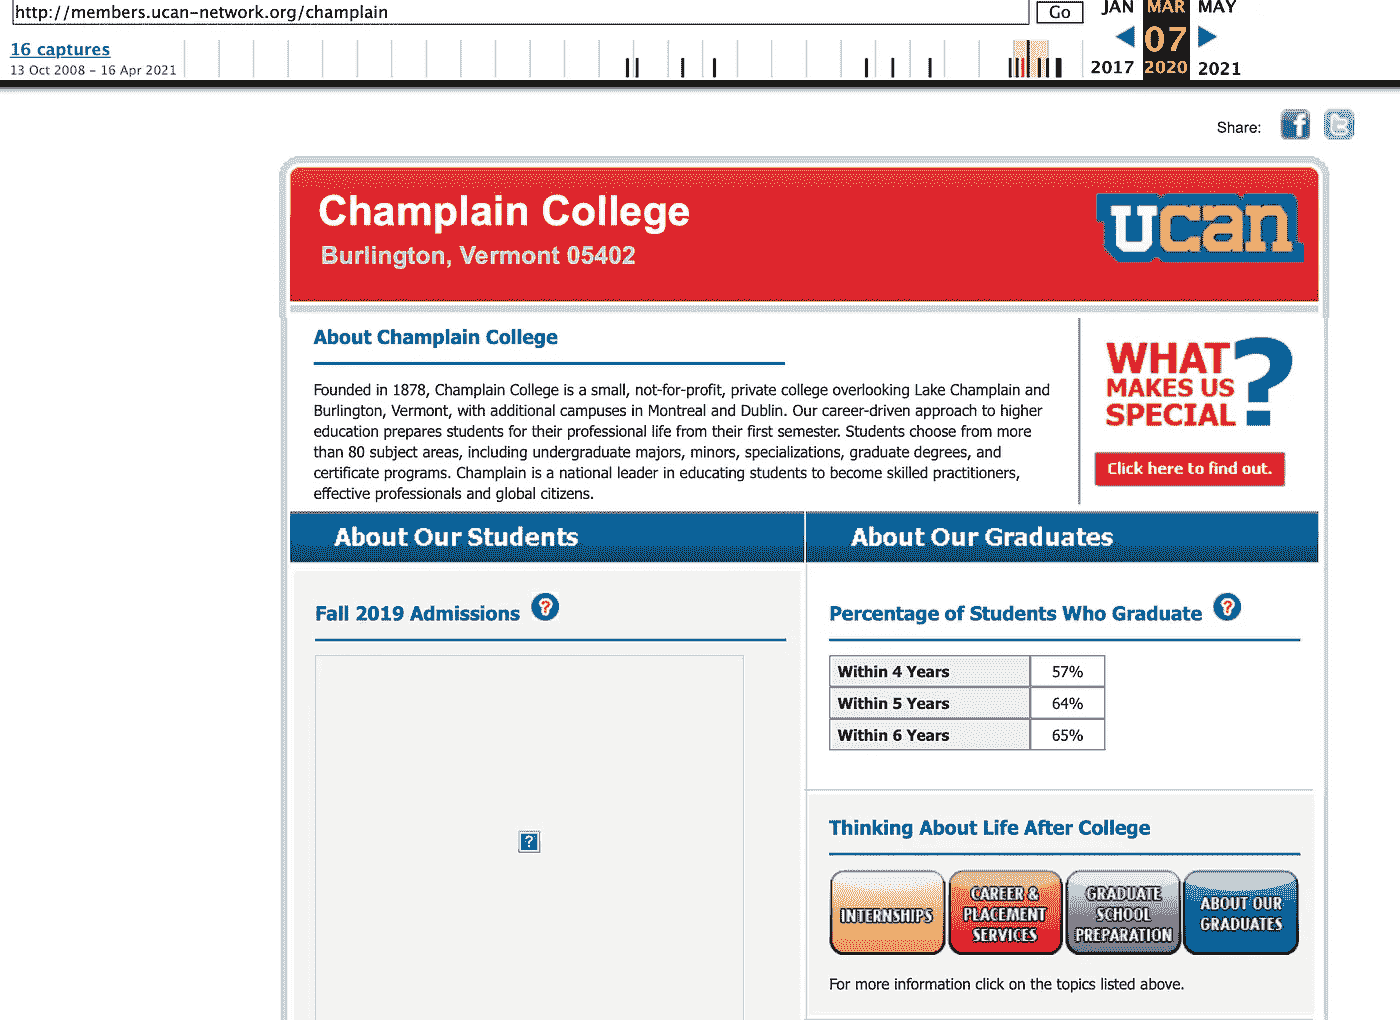 http://members.ucan-network.org/champlain
Go
JAN MAR MAY
16 captures
07
13 Oct 2008 – 16 Apr 2021
2017 2020 2021
Share:
Champlain College
Burlington, Vermont 05402
ucan
About Champlain College
Founded in 1878, Champlain College is a small, not-for-profit, private college overlooking Lake Champlain and
Burlington, Vermont, with additional campuses in Montreal and Dublin. Our career-driven approach to higher
education prepares students for their professional life from their first semester. Students choose from more
than 80 subject areas, including undergraduate majors, minors, specializations, graduate degrees, and
certificate programs. Champlain is a national leader in educating students to become skilled practitioners,
effective professionals and global citizens.
WHAT
MAKES US
SPECIAL
?
Click here to find out.
About Our Students
About Our Graduates
Fall 2019 Admissions ?
?
Percentage of Students Who Graduate ?
Within 4 Years 57%
Within 5 Years 64%
Within 6 Years 65%
Thinking About Life After College
INTERNSHIPS
CAREER &
PLACEMENT
SERVICES
GRADUATE
SCHOOL
PREPARATION
ABOUT OUR
GRADUATES
For more information click on the topics listed above.